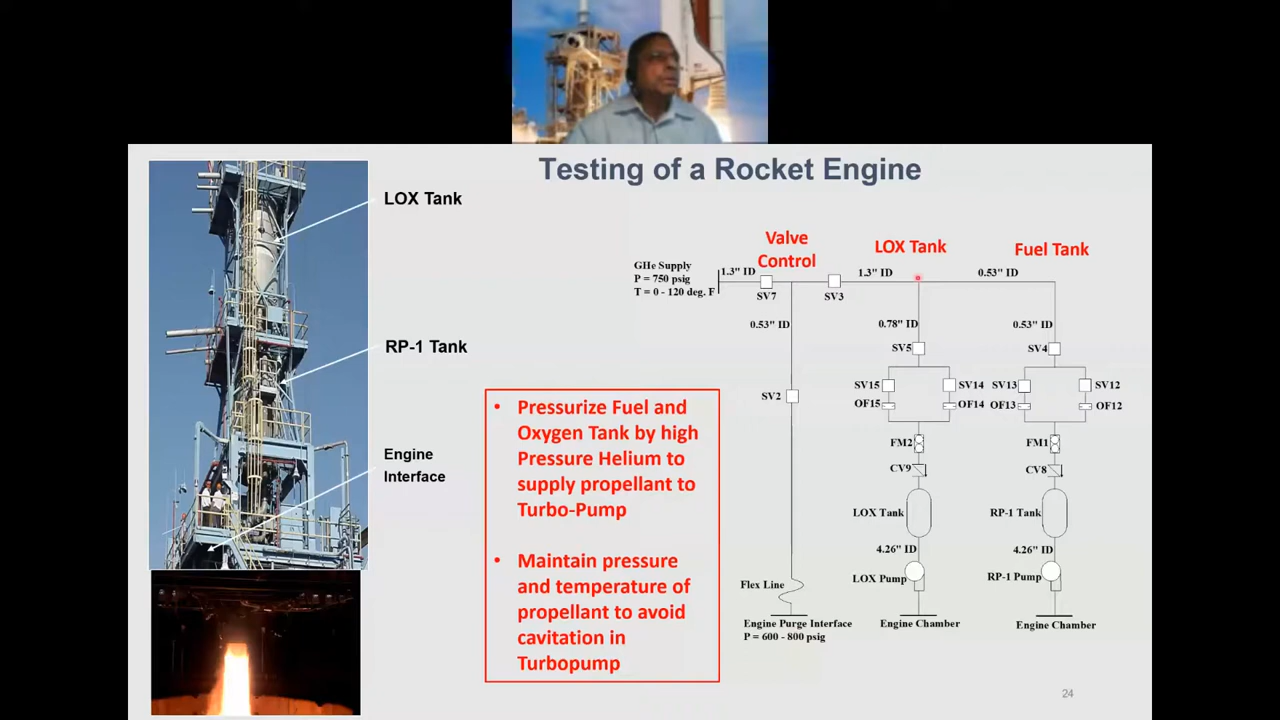 Testing of a Rocket Engine
LOX Tank
RP-1 Tank
Engine
Interface
• Pressurize Fuel and
Oxygen Tank by high
Pressure Helium to
supply propellant to
Turbo-Pump
• Maintain pressure
and temperature of
propellant to avoid
cavitation in
Turbopump
Valve
Control
LOX Tank
Fuel Tank
GHe Supply
P = 750 psig
T = 0 - 120 deg. F
1.3" ID
SV7
SV3
1.3" ID
0.53" ID
0.53" ID
0.78" ID
0.53" ID
SV5
SV4
SV2
SV15
SV14
SV13
SV12
OF15
OF14
OF13
OF12
FM2
FM1
CV9
CV8
LOX Tank
RP-1 Tank
4.26" ID
4.26" ID
LOX Pump
RP-1 Pump
Flex Line
Engine Purge Interface
P = 600 - 800 psig
Engine Chamber
Engine Chamber
24